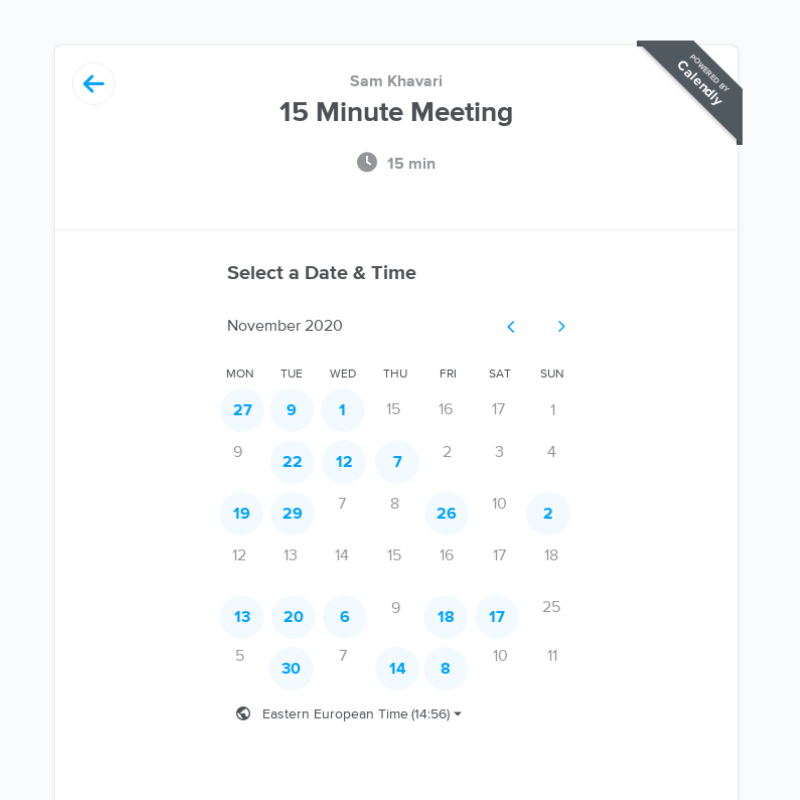 POWERED BY
Calendly
Sam Khavari
15 Minute Meeting
15 min
Select a Date & Time
November 2020
MON TUE WED THU FRI SAT SUN
27 9 1 15 16 17 1
9 22 12 7 2 3 4
19 29 7 8 26 10 2
12 13 14 15 16 17 18
13 20 6 9 18 17 25
5 30 7 14 8 10 11
Eastern European Time (14:56)